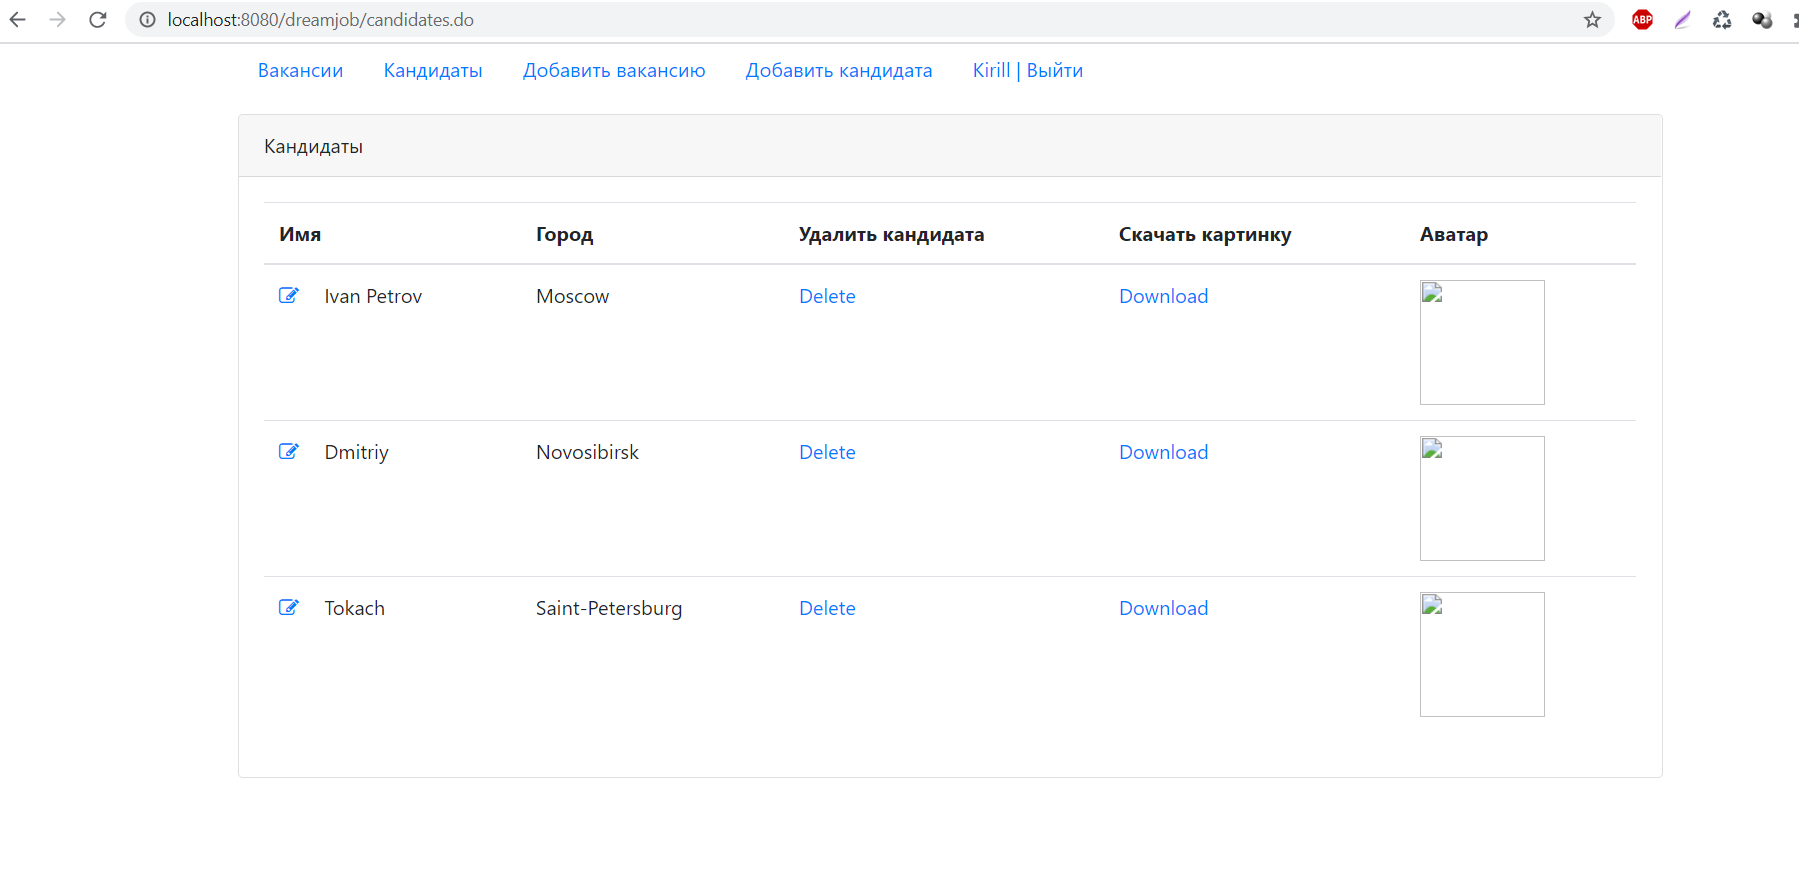 localhost:8080/dreamjob/candidates.do
ABP
Вакансии Кандидаты Добавить вакансию Добавить кандидата Kirill | Выйти
Кандидаты
Имя Город Удалить кандидата Скачать картинку Аватар
Ivan Petrov Moscow Delete Download
Dmitriy Novosibirsk Delete Download
Tokach Saint-Petersburg Delete Download